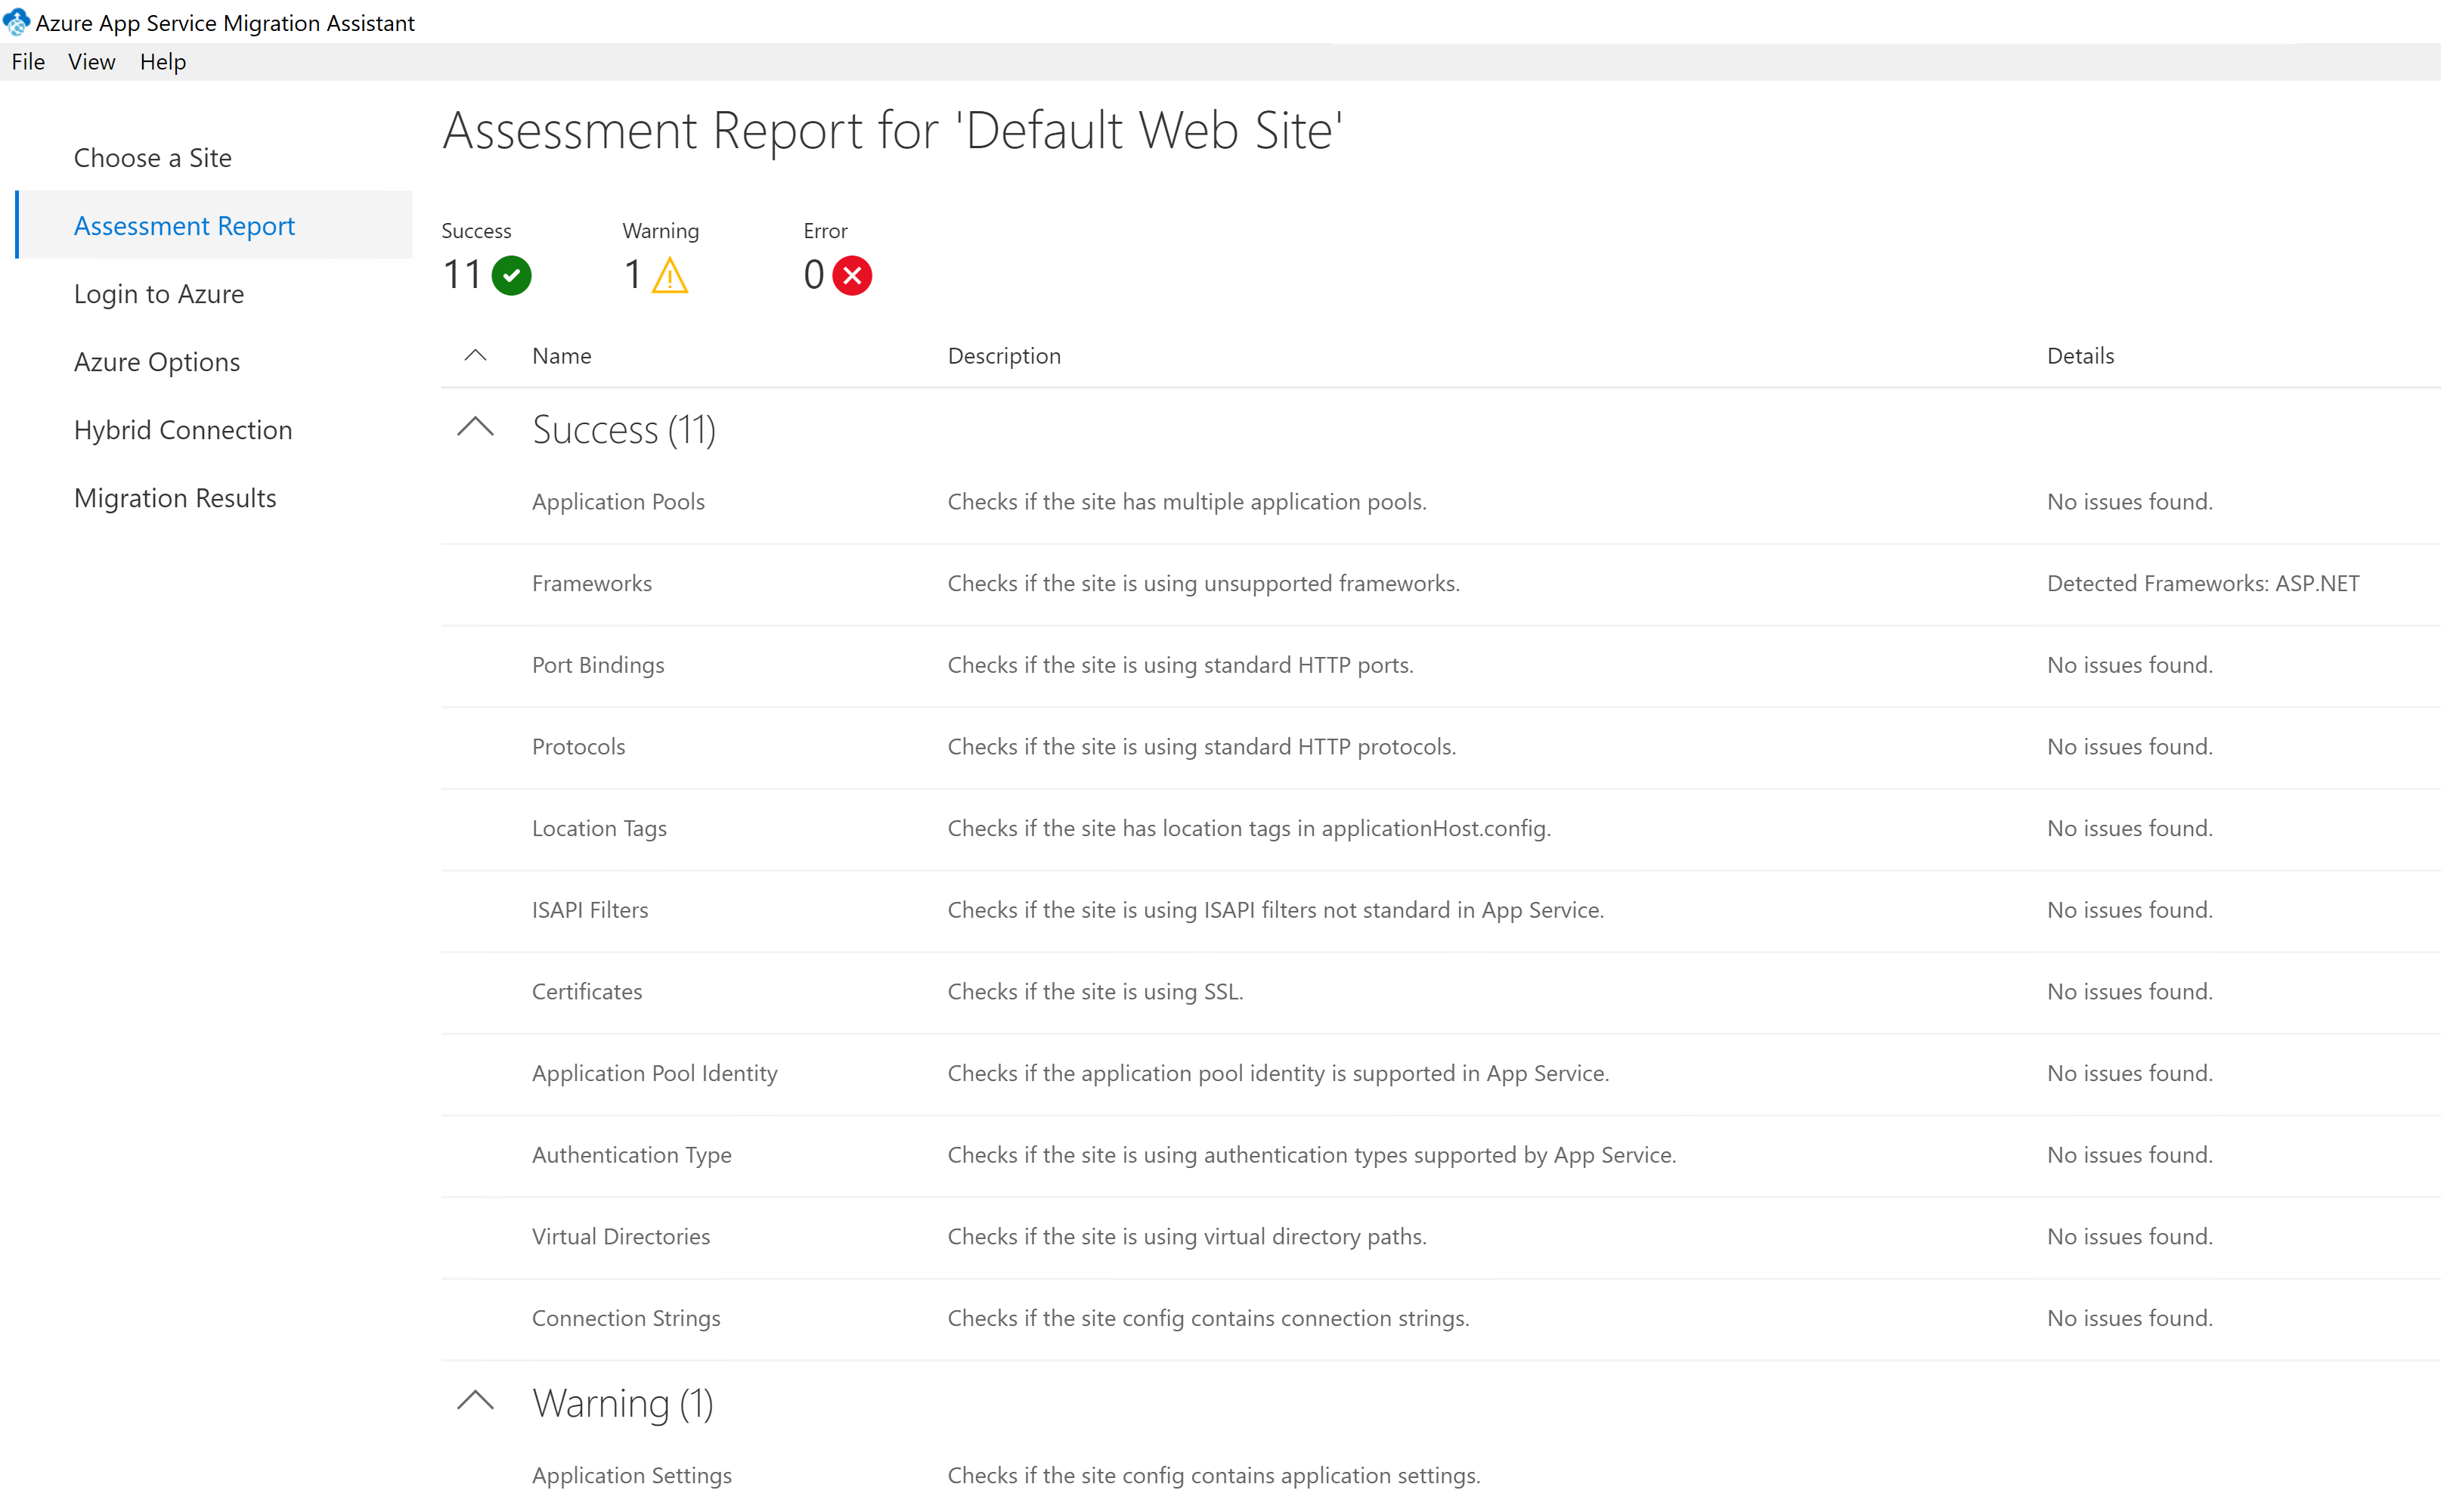 Azure App Service Migration Assistant
File View Help
Choose a Site
Assessment Report
Login to Azure
Azure Options
Hybrid Connection
Migration Results
Assessment Report for 'Default Web Site'
Success Warning Error
11 1 0
Name Description Details
Success (11)
Application Pools Checks if the site has multiple application pools. No issues found.
Frameworks Checks if the site is using unsupported frameworks. Detected Frameworks: ASP.NET
Port Bindings Checks if the site is using standard HTTP ports. No issues found.
Protocols Checks if the site is using standard HTTP protocols. No issues found.
Location Tags Checks if the site has location tags in applicationHost.config. No issues found.
ISAPI Filters Checks if the site is using ISAPI filters not standard in App Service. No issues found.
Certificates Checks if the site is using SSL. No issues found.
Application Pool Identity Checks if the application pool identity is supported in App Service. No issues found.
Authentication Type Checks if the site is using authentication types supported by App Service. No issues found.
Virtual Directories Checks if the site is using virtual directory paths. No issues found.
Connection Strings Checks if the site config contains connection strings. No issues found.
Warning (1)
Application Settings Checks if the site config contains application settings.